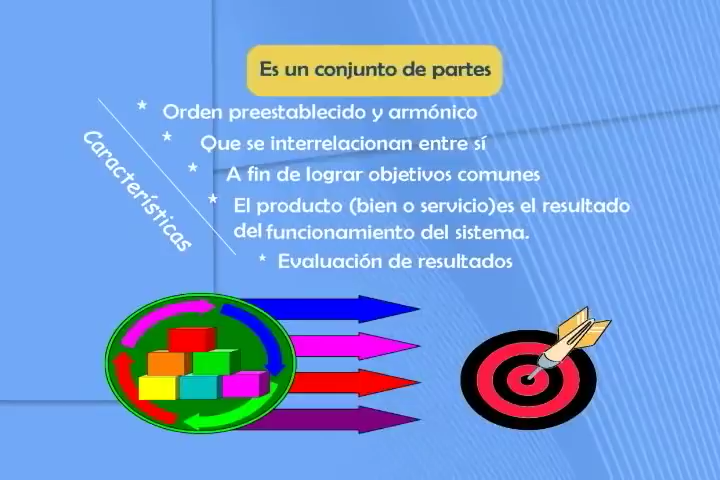 Es un conjunto de partes
* Orden preestablecido y armónico
* Que se interrelacionan entre sí
* A fin de lograr objetivos comunes
* El producto (bien o servicio)es el resultado
del funcionamiento del sistema.
* Evaluación de resultados
Características